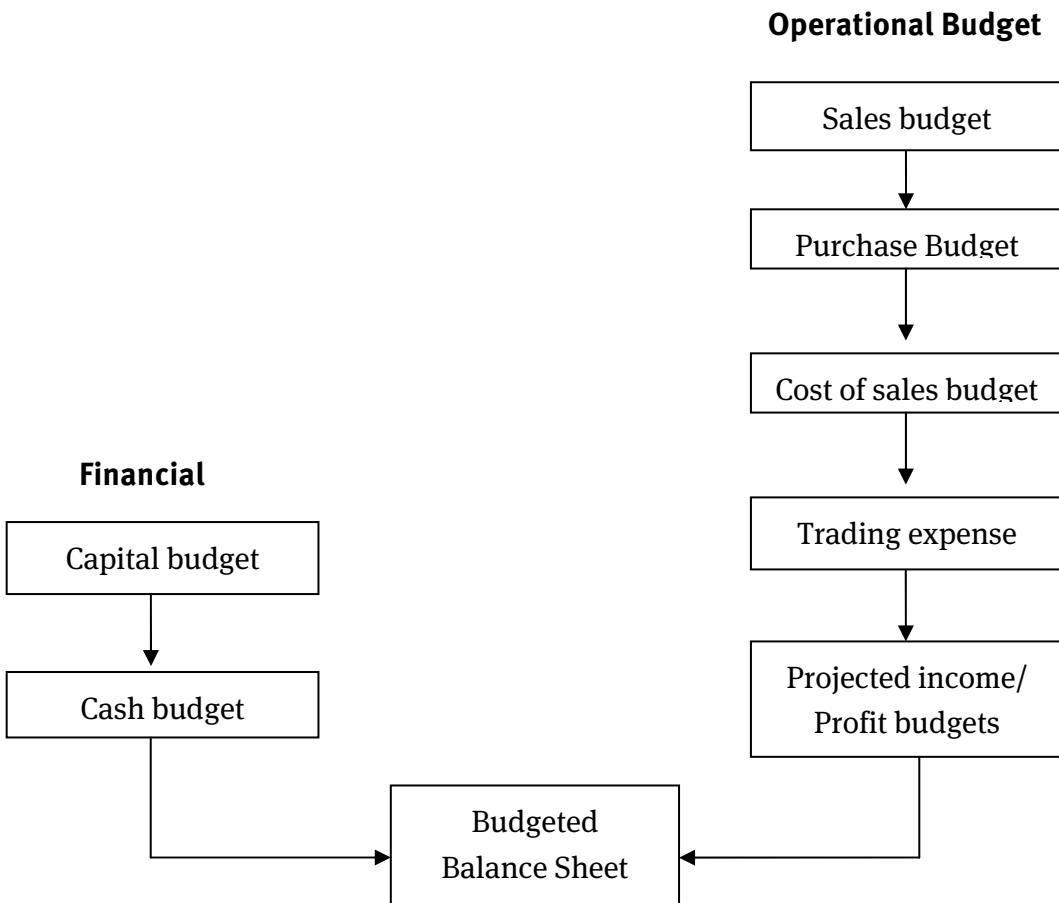 Operational Budget
Sales budget
Purchase Budget
Cost of sales budget
Trading expense
Projected income/
Profit budgets
Financial
Capital budget
Cash budget
Budgeted
Balance Sheet